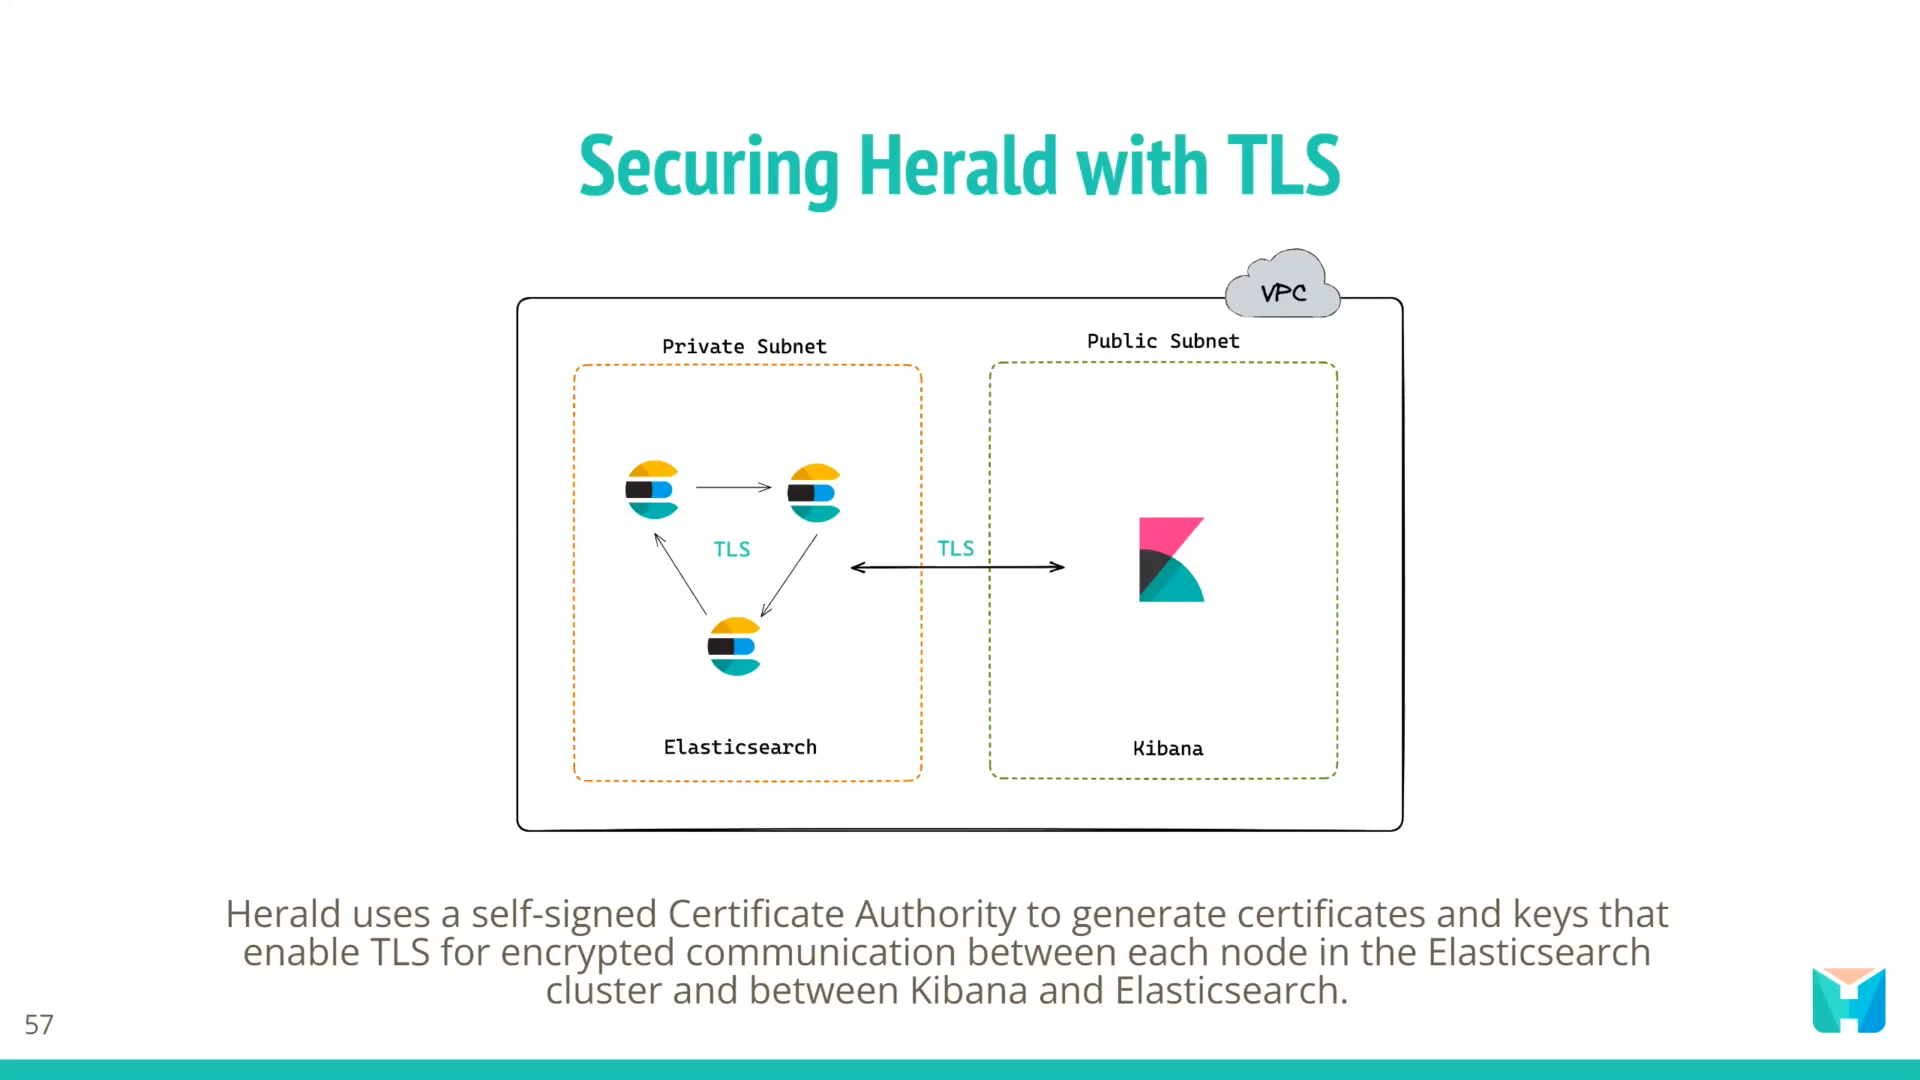 Securing Herald with TLS
VPC
Private Subnet
Public Subnet
TLS
TLS
Elasticsearch
Kibana
Herald uses a self-signed Certificate Authority to generate certificates and keys that
enable TLS for encrypted communication between each node in the Elasticsearch
cluster and between Kibana and Elasticsearch.
57